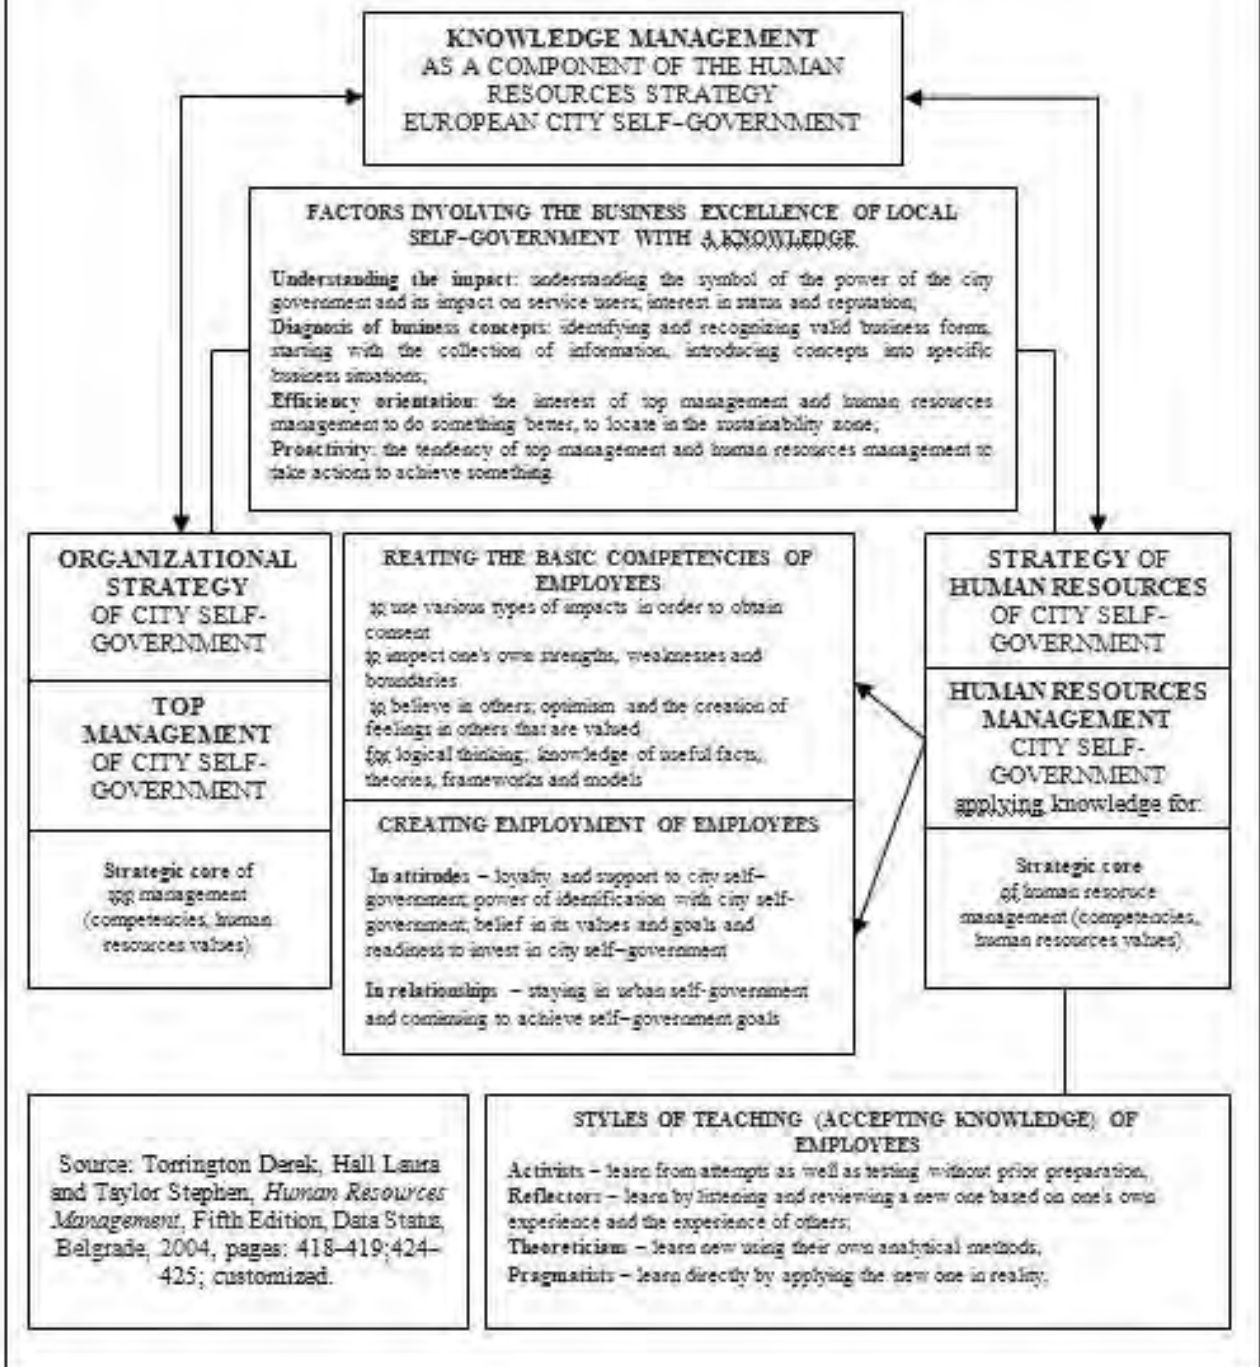 KNOWLEDGE MANAGEMENT
AS A COMPONENT OF THE HUMAN
RESOURCES STRATEGY
EUROPEAN CITY SELF-GOVERNMENT
FACTORS INVOLVING THE BUSINESS EXCELLENCE OF LOCAL
SELF-GOVERNMENT WITH A KNOWLEDGE
Understanding the impact: understanding the symbol of the power of the city
government and its impact on service users; interest in status and reputation;
Diagnosis of business concepts: identifying and recognizing valid business forms,
starting with the collection of information, introducing concepts into specific
business situations;
Efficiency orientation: the interest of top management and human resources
management to do something better, to locate in the sustainability zone;
Proactivity: the tendency of top management and human resources management to
take actions to achieve something.
ORGANIZATIONAL
STRATEGY
OF CITY SELF-
GOVERNMENT
TOP
MANAGEMENT
OF CITY SELF-
GOVERNMENT
Strategic core of
top management
(competencies, human
resources values)
REATING THE BASIC COMPETENCIES OF
EMPLOYEES
to use various types of impacts in order to obtain
consent
to impact one's own strengths, weaknesses and
boundaries
to believe in others; optimism and the creation of
feelings in others that are valued
for logical thinking; knowledge of useful facts,
theories, frameworks and models
CREATING EMPLOYMENT OF EMPLOYEES
In attitudes – loyalty and support to city self-
government; power of identification with city self-
government; belief in its values and goals and
readiness to invest in city self-government
In relationships – staying in urban self-government
and continuing to achieve self-government goals
STRATEGY OF
HUMAN RESOURCES
OF CITY SELF-
GOVERNMENT
HUMAN RESOURCES
MANAGEMENT
CITY SELF-
GOVERNMENT
applying knowledge for:
Strategic core
of human resoruce
management (competencies,
human resources values)
Source: Torrington Derek, Hall Laura
and Taylor Stephen, Human Resources
Management, Fifth Edition, Data Status,
Belgrade, 2004, pages: 418-419;424-
425; customized.
STYLES OF TEACHING (ACCEPTING KNOWLEDGE) OF
EMPLOYEES
Activists – learn from attempts as well as testing without prior preparation;
Reflectors – learn by listening and reviewing a new one based on one's own
experience and the experience of others;
Theoreticians – learn new using their own analytical methods;
Pragmatists – learn directly by applying the new one in reality.